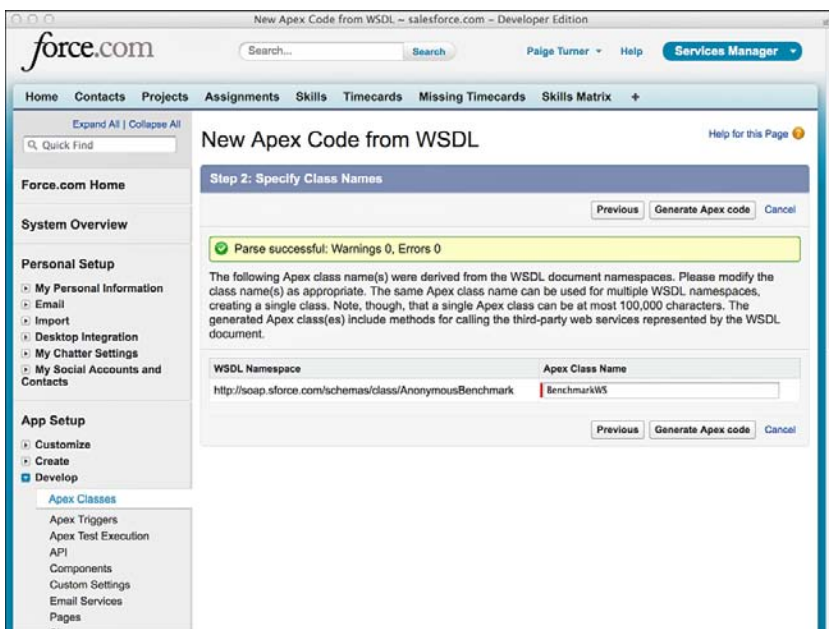 New Apex Code from WSDL ~ salesforce.com - Developer Edition
force.com
Search...
Search
Paige Turner
Help
Services Manager
Home Contacts Projects Assignments Skills Timecards Missing Timecards Skills Matrix +
Expand All | Collapse All
Quick Find
Force.com Home
System Overview
Personal Setup
My Personal Information
Email
Import
Desktop Integration
My Chatter Settings
My Social Accounts and
Contacts
App Setup
Customize
Create
Develop
Apex Classes
Apex Triggers
Apex Test Execution
API
Components
Custom Settings
Email Services
Pages
New Apex Code from WSDL
Help for this Page
Step 2: Specify Class Names
Previous Generate Apex code Cancel
Parse successful: Warnings 0, Errors 0
The following Apex class name(s) were derived from the WSDL document namespaces. Please modify the
class name(s) as appropriate. The same Apex class name can be used for multiple WSDL namespaces,
creating a single class. Note, though, that a single Apex class can be at most 100,000 characters. The
generated Apex class(es) include methods for calling the third-party web services represented by the WSDL
document.
WSDL Namespace Apex Class Name
http://soap.sforce.com/schemas/class/AnonymousBenchmark BenchmarkWS
Previous Generate Apex code Cancel